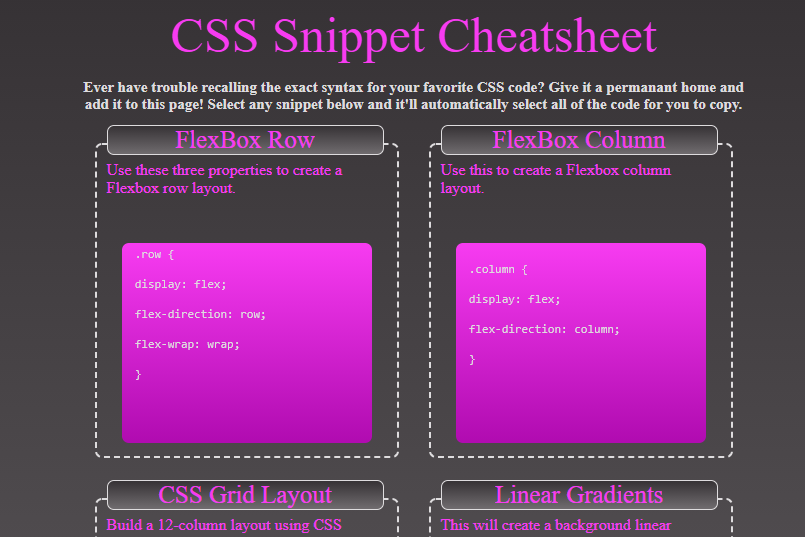 CSS Snippet Cheatsheet
Ever have trouble recalling the exact syntax for your favorite CSS code? Give it a permanant home and
add it to this page! Select any snippet below and it'll automatically select all of the code for you to copy.
FlexBox Row
Use these three properties to create a
Flexbox row layout.
.row {
display: flex;
flex-direction: row;
flex-wrap: wrap;
}
FlexBox Column
Use this to create a Flexbox column
layout.
.column {
display: flex;
flex-direction: column;
}
CSS Grid Layout
Build a 12-column layout using CSS
Linear Gradients
This will create a background linear